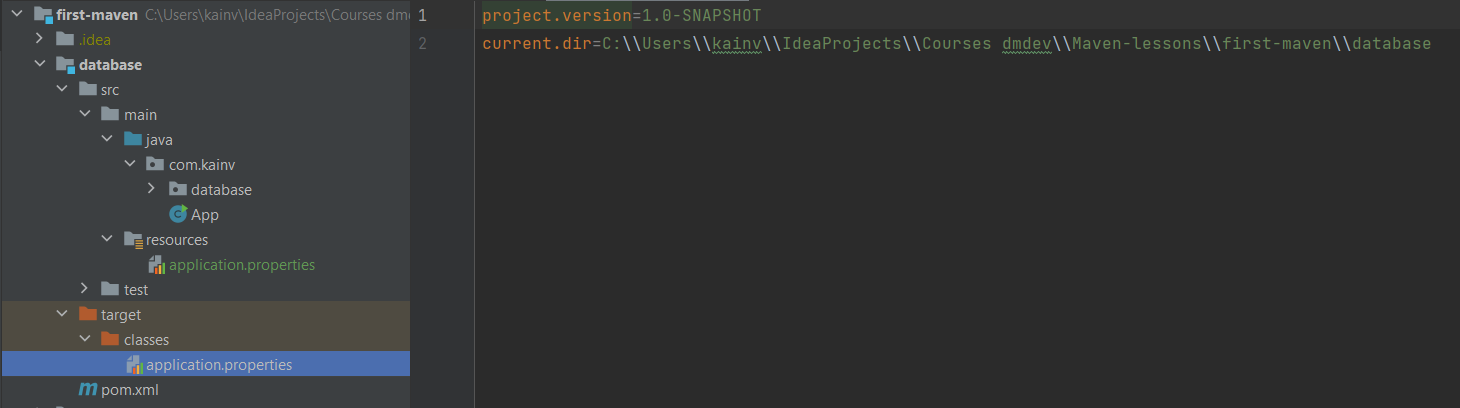 first-maven C:\Users\kainv\IdeaProjects\Courses dm
.idea
database
src
main
java
com.kainv
database
App
resources
application.properties
test
target
classes
application.properties
pom.xml
1 project.version=1.0-SNAPSHOT
2 current.dir=C:\\Users\\kainv\\IdeaProjects\\Courses dmdev\\Maven-lessons\\first-maven\\database